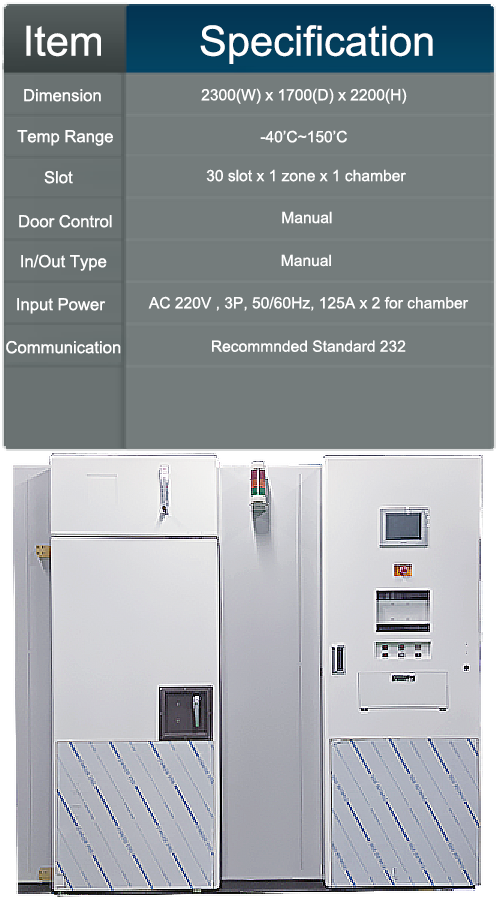 Item Specification
Dimension 2300(W) x 1700(D) x 2200(H)
Temp Range -40'C~150'C
Slot 30 slot x 1 zone x 1 chamber
Door Control Manual
In/Out Type Manual
Input Power AC 220V , 3P, 50/60Hz, 125A x 2 for chamber
Communication Recommnded Standard 232